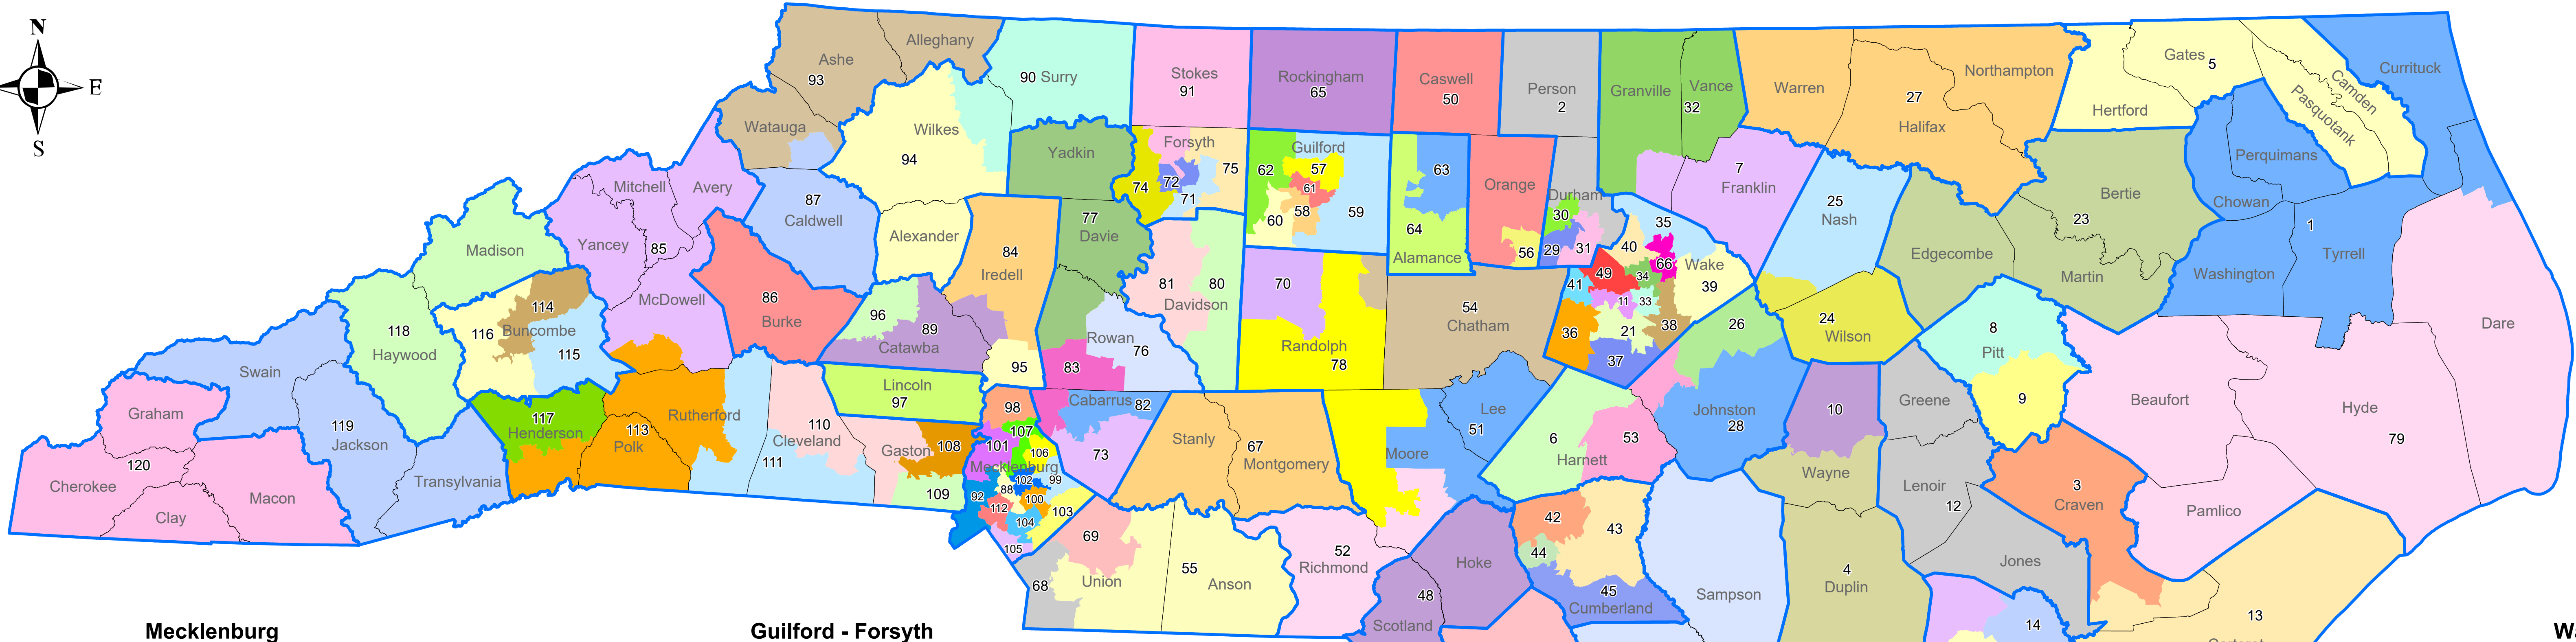 N
E
S
Ashe
93
Alleghany
Watauga
90 Surry
Stokes
91
Rockingham
65
Caswell
50
Person
2
Granville
Vance
32
Warren
27
Halifax
Northampton
Gates 5
Hertford
Camden
Pasquotank
Currituck
Perquimans
Chowan
1
Tyrrell
Washington
Wilkes
94
Yadkin
Forsyth
74
72
71
75
Guilford
62
57
61
60
58
59
63
64
Alamance
Orange
56
Durham
30
29
31
7
Franklin
25
Nash
Edgecombe
Bertie
23
Martin
Mitchell
Avery
Yancey
85
McDowell
87
Caldwell
Alexander
84
Iredell
77
Davie
81
80
Davidson
70
Randolph
78
54
Chatham
35
40
66
Wake
39
49
34
41
11
33
36
21
38
37
26
24
Wilson
8
Pitt
9
Dare
Madison
118
Haywood
114
116
Buncombe
115
86
Burke
96
89
Catawba
95
Rowan
76
83
Swain
Graham
119
Jackson
120
Cherokee
Macon
Clay
Transylvania
117
Henderson
113
Polk
Rutherford
110
Cleveland
111
Lincoln
97
Gaston
108
109
98
107
101
106
Mecklenburg
102
99
88
92
100
112
103
104
105
Cabarrus
82
73
Stanly
67
Montgomery
Moore
Lee
51
6
53
Harnett
Johnston
28
10
Wayne
Greene
Lenoir
12
Beaufort
Hyde
79
3
Craven
Pamlico
69
68
Union
55
Anson
52
Richmond
Hoke
48
Scotland
42
43
44
45
Cumberland
Sampson
4
Duplin
Jones
14
13
Mecklenburg
Guilford - Forsyth